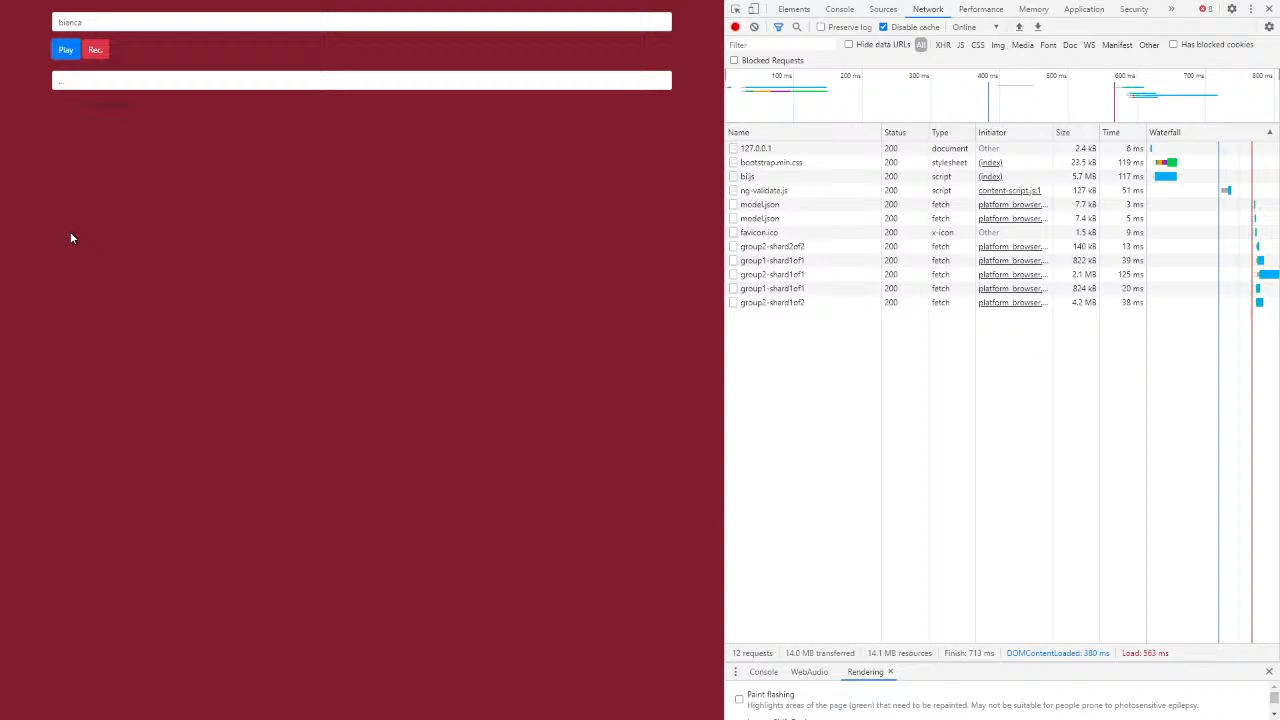 bianca
Play Rec.
...
Elements Console Sources Network Performance Memory Application Security » 8
Preserve log Disable cache Online
Filter Hide data URLs All XHR JS CSS Img Media Font Doc WS Manifest Other Has blocked cookies
Blocked Requests
100 ms 200 ms 300 ms 400 ms 500 ms 600 ms 700 ms 800 ms
Name Status Type Initiator Size Time Waterfall
127.0.0.1 200 document Other 2.4 kB 6 ms
bootstrap.min.css 200 stylesheet (index) 23.5 kB 119 ms
bi.js 200 script (index) 5.7 MB 117 ms
ng-validate.js 200 script content-script.js:1 127 kB 51 ms
model.json 200 fetch platform_browser.... 7.7 kB 3 ms
model.json 200 fetch platform_browser.... 7.4 kB 5 ms
favicon.ico 200 x-icon Other 1.5 kB 9 ms
group2-shard2of2 200 fetch platform_browser.... 140 kB 13 ms
group1-shard1of1 200 fetch platform_browser.... 822 kB 39 ms
group2-shard1of1 200 fetch platform_browser.... 2.1 MB 125 ms
group1-shard1of1 200 fetch platform_browser.... 824 kB 20 ms
group2-shard1of2 200 fetch platform_browser.... 4.2 MB 38 ms
12 requests 14.0 MB transferred 14.1 MB resources Finish: 713 ms DOMContentLoaded: 380 ms Load: 563 ms
Console WebAudio Rendering
Paint flashing
Highlights areas of the page (green) that need to be repainted. May not be suitable for people prone to photosensitive epilepsy.